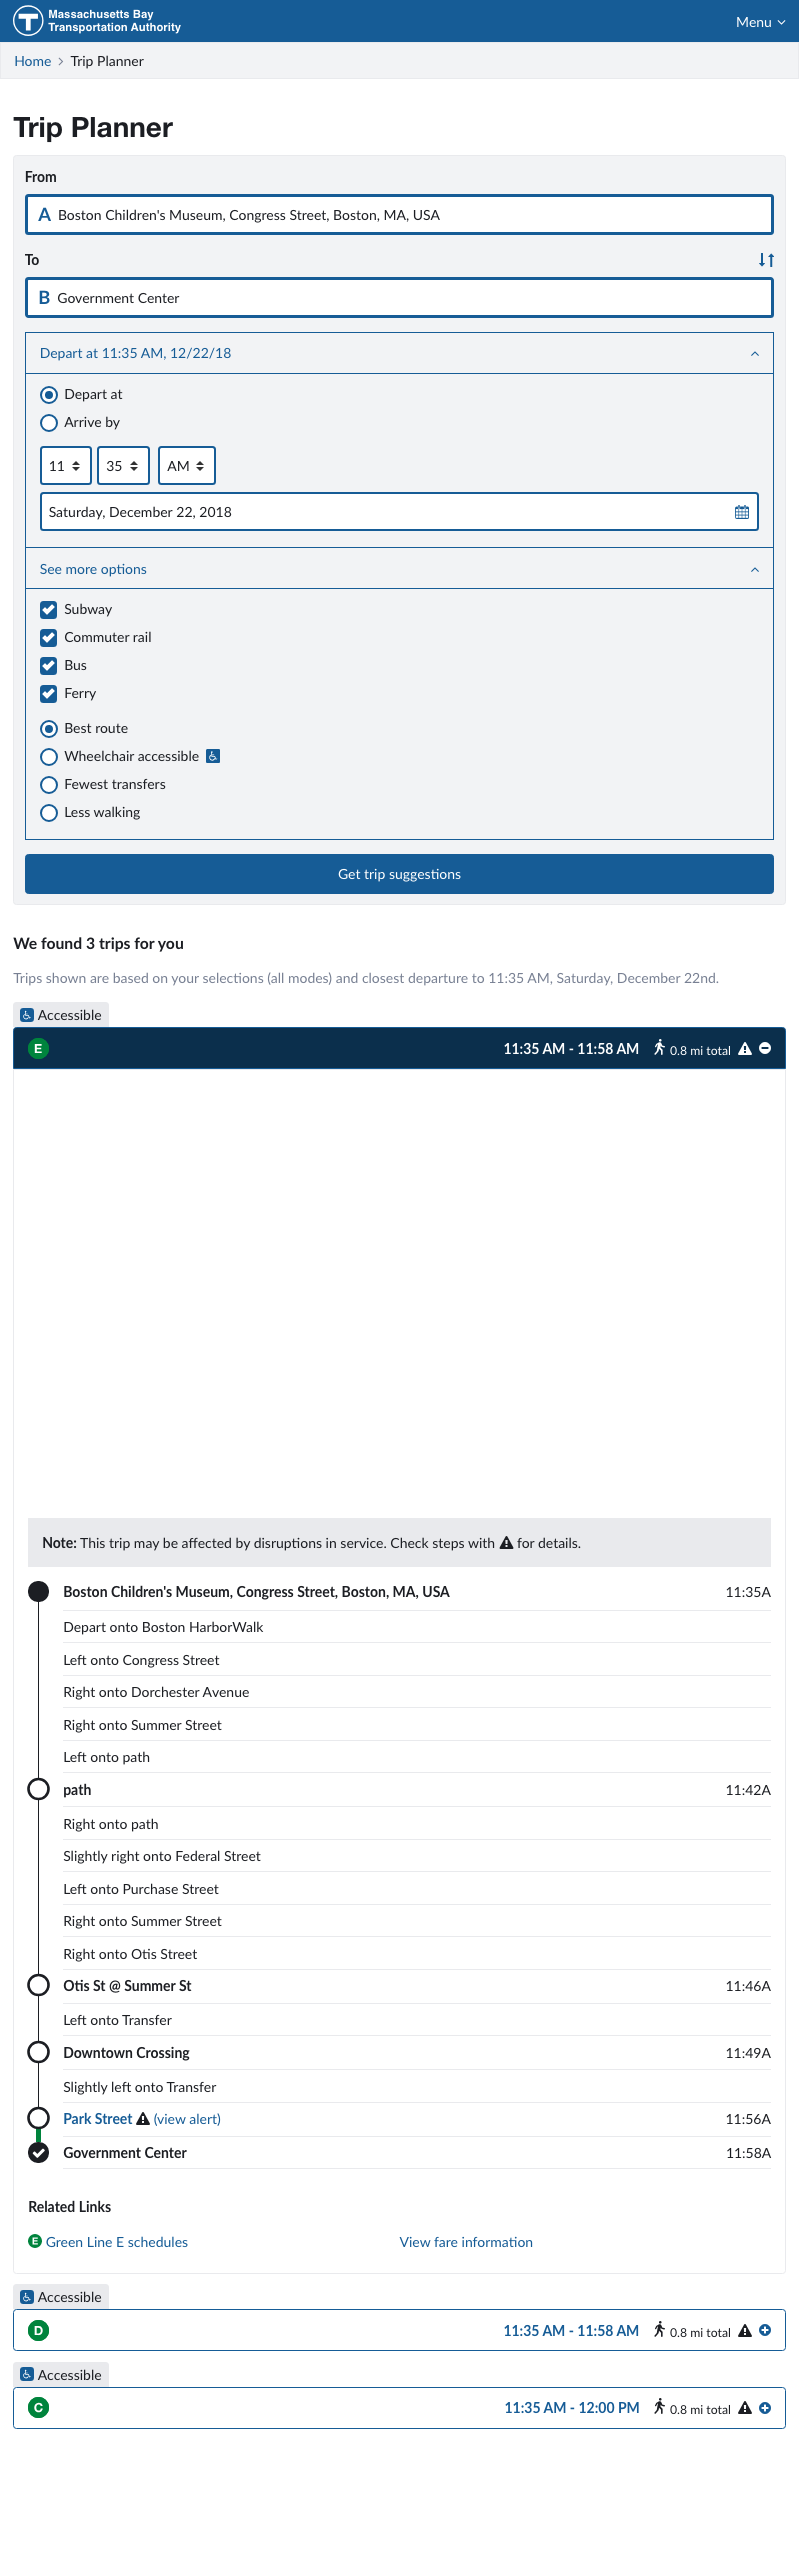 Massachusetts Bay
Transportation Authority
Menu
Home > Trip Planner
Trip Planner
From
A Boston Children's Museum, Congress Street, Boston, MA, USA
To
B Government Center
Depart at 11:35 AM, 12/22/18
Depart at
Arrive by
11 35 AM
Saturday, December 22, 2018
See more options
Subway
Commuter rail
Bus
Ferry
Best route
Wheelchair accessible
Fewest transfers
Less walking
Get trip suggestions
We found 3 trips for you
Trips shown are based on your selections (all modes) and closest departure to 11:35 AM, Saturday, December 22nd.
Accessible
E 11:35 AM - 11:58 AM 0.8 mi total
Note: This trip may be affected by disruptions in service. Check steps with for details.
Boston Children's Museum, Congress Street, Boston, MA, USA 11:35A
Depart onto Boston HarborWalk
Left onto Congress Street
Right onto Dorchester Avenue
Right onto Summer Street
Left onto path
path 11:42A
Right onto path
Slightly right onto Federal Street
Left onto Purchase Street
Right onto Summer Street
Right onto Otis Street
Otis St @ Summer St 11:46A
Left onto Transfer
Downtown Crossing 11:49A
Slightly left onto Transfer
Park Street (view alert) 11:56A
Government Center 11:58A
Related Links
E Green Line E schedules View fare information
Accessible
D 11:35 AM - 11:58 AM 0.8 mi total
Accessible
C 11:35 AM - 12:00 PM 0.8 mi total